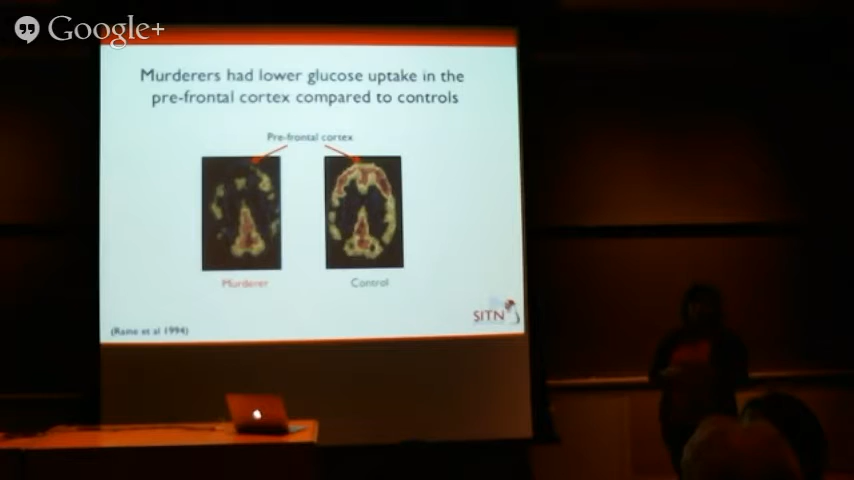 Google+
Murderers had lower glucose uptake in the
pre-frontal cortex compared to controls
Pre-frontal cortex
Murderer
Control
SITN
(Raine et al 1994)